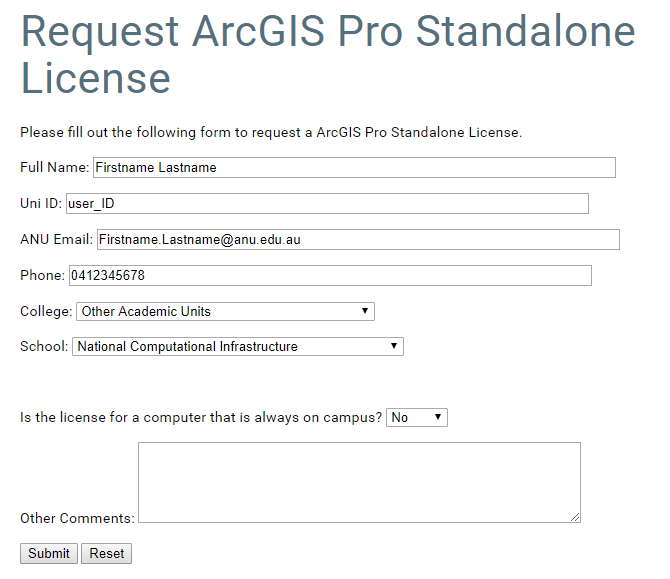 Request ArcGIS Pro Standalone
License
Please fill out the following form to request a ArcGIS Pro Standalone License.
Full Name: Firstname Lastname
Uni ID: user_ID
ANU Email: Firstname.Lastname@anu.edu.au
Phone: 0412345678
College: Other Academic Units
School: National Computational Infrastructure
Is the license for a computer that is always on campus? No
Other Comments:
Submit Reset